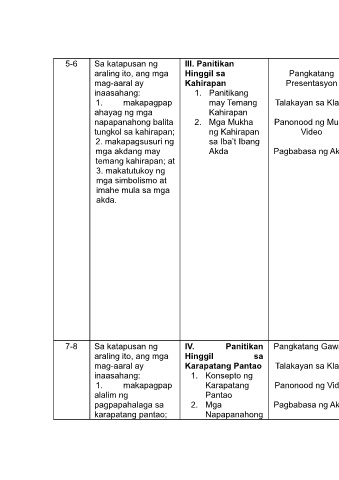 5-6
Sa katapusan ng
araling ito, ang mga
mag-aaral ay
inaasahang:
1. makapagpap
ahayag ng mga
napapanahong balita
tungkol sa kahirapan;
2. makapagsusuri ng
mga akdang may
temang kahirapan; at
3. makatutukoy ng
mga simbolismo at
imahe mula sa mga
akda.
III. Panitikan
Hinggil sa
Kahirapan
1. Panitikang
may Temang
Kahirapan
2. Mga Mukha
ng Kahirapan
sa Iba't Ibang
Akda
Pangkatang
Presentasyon
Talakayan sa Kla
Panonood ng Mu
Video
Pagbabasa ng Ak
7-8
Sa katapusan ng
araling ito, ang mga
mag-aaral ay
inaasahang:
1. makapagpap
alalim ng
pagpapahalaga sa
karapatang pantao;
IV. Panitikan
Hinggil sa
Karapatang Pantao
1. Konsepto ng
Karapatang
Pantao
2. Mga
Napapanahong
Pangkatang Gaw
Talakayan sa Kla
Panonood ng Vid
Pagbabasa ng Ak